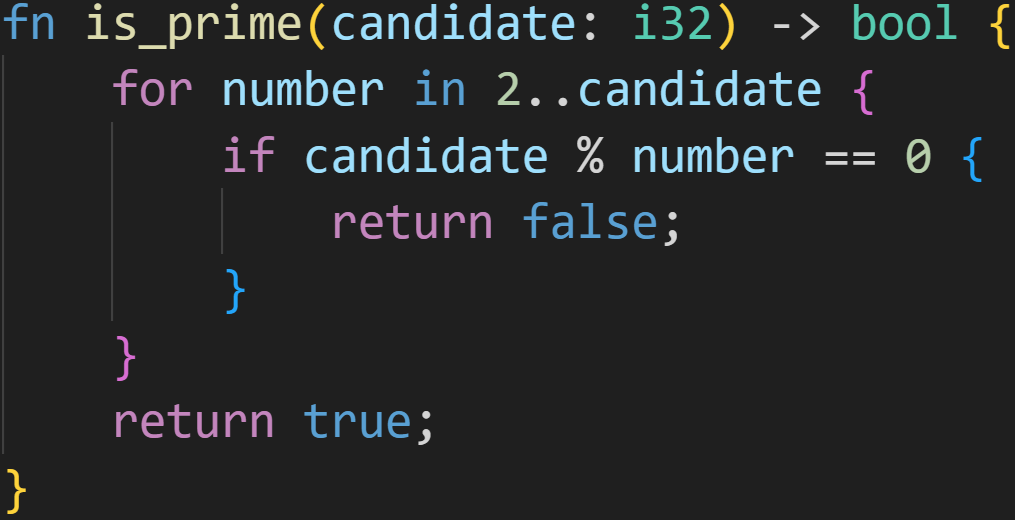 fn is_prime(candidate: i32) -> bool {
    for number in 2..candidate {
        if candidate % number == 0 {
            return false;
        }
    }
    return true;
}